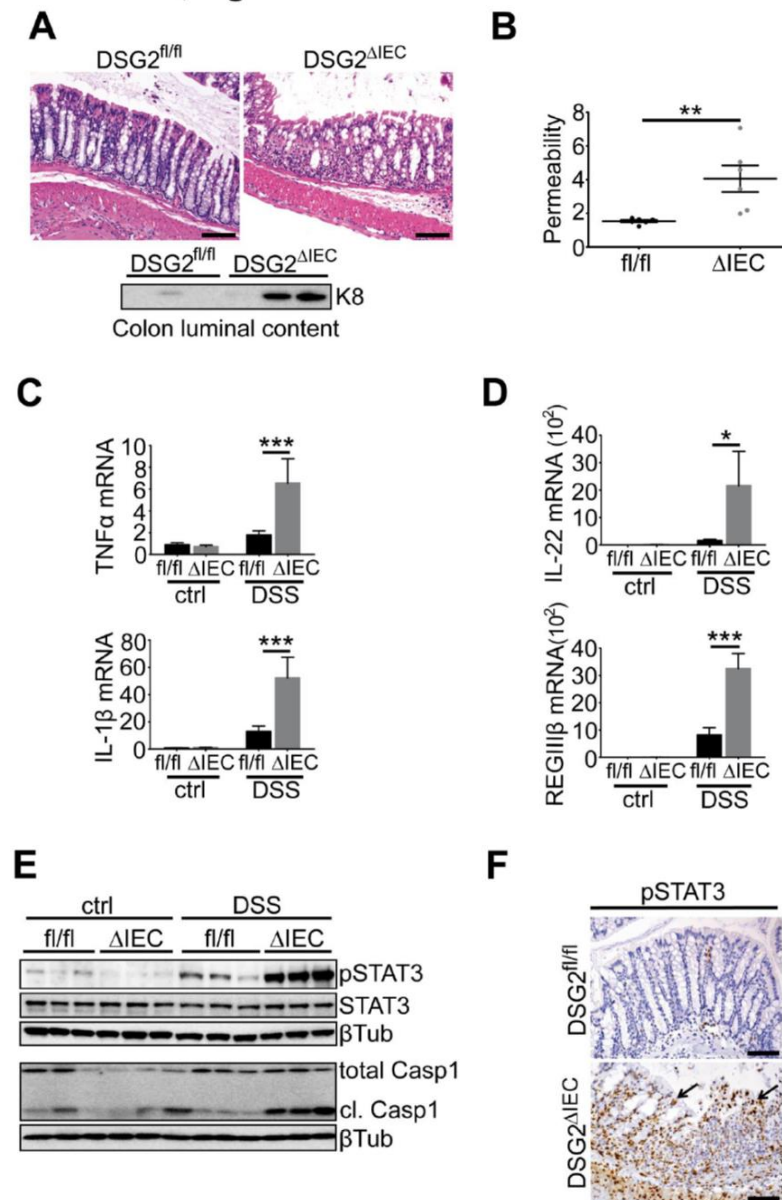 A
DSG2fl/fl
DSG2ΔIEC
DSG2fl/fl DSG2ΔIEC
K8
Colon luminal content
B
**
Permeability
8
6
4
2
0
fl/fl ΔIEC
C
***
TNFα mRNA
10
8
6
4
2
0
fl/fl ΔIEC fl/fl ΔIEC
ctrl DSS
***
IL-1β mRNA
80
60
40
20
0
fl/fl ΔIEC fl/fl ΔIEC
ctrl DSS
D
*
IL-22 mRNA (10²)
40
30
20
10
0
fl/fl ΔIEC fl/fl ΔIEC
ctrl DSS
***
REGIIIβ mRNA(10²)
40
30
20
10
0
fl/fl ΔIEC fl/fl ΔIEC
ctrl DSS
E
ctrl DSS
fl/fl ΔIEC fl/fl ΔIEC
pSTAT3
STAT3
βTub
total Casp1
cl. Casp1
βTub
F
pSTAT3
DSG2fl/fl
DSG2ΔIEC